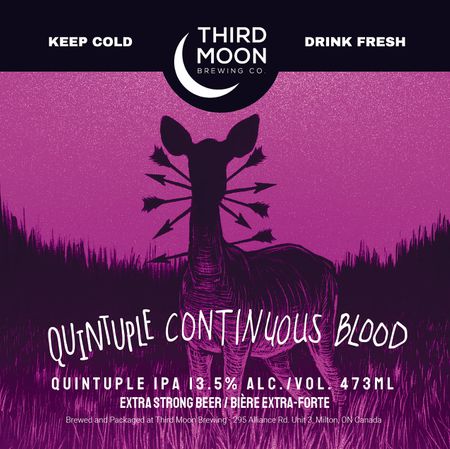 KEEP COLD
THIRD
MOON
BREWING CO.
DRINK FRESH
QUINTUPLE CONTINUOUS BLOOD
QUINTUPLE IPA 13.5% ALC./VOL. 473ML
EXTRA STRONG BEER / BIÈRE EXTRA-FORTE
Brewed and Packaged at Third Moon Brewing - 295 Alliance Rd. Unit 3, Milton, ON Canada